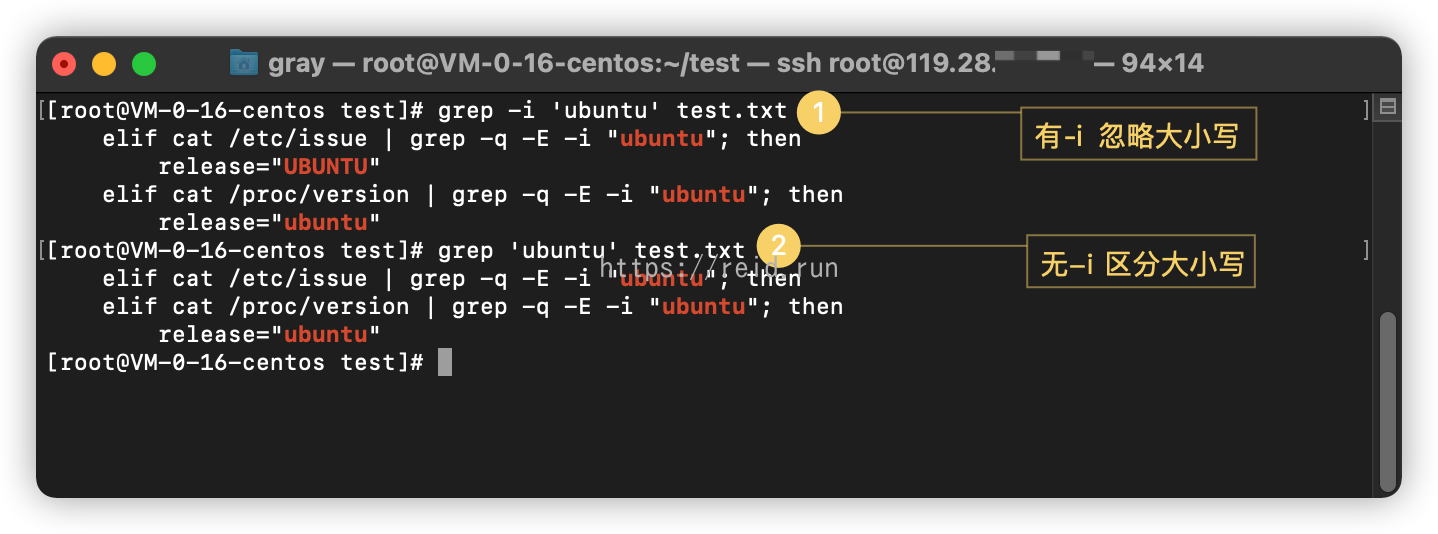 gray — root@VM-0-16-centos:~/test — ssh root@119.28. — 94×14
[[root@VM-0-16-centos test]# grep -i 'ubuntu' test.txt ]
1
有-i 忽略大小写
    elif cat /etc/issue | grep -q -E -i "ubuntu"; then
        release="UBUNTU"
    elif cat /proc/version | grep -q -E -i "ubuntu"; then
        release="ubuntu"
[[root@VM-0-16-centos test]# grep 'ubuntu' test.txt ]
2
无-i 区分大小写
https://reid.run
    elif cat /etc/issue | grep -q -E -i "ubuntu"; then
    elif cat /proc/version | grep -q -E -i "ubuntu"; then
        release="ubuntu"
[root@VM-0-16-centos test]#